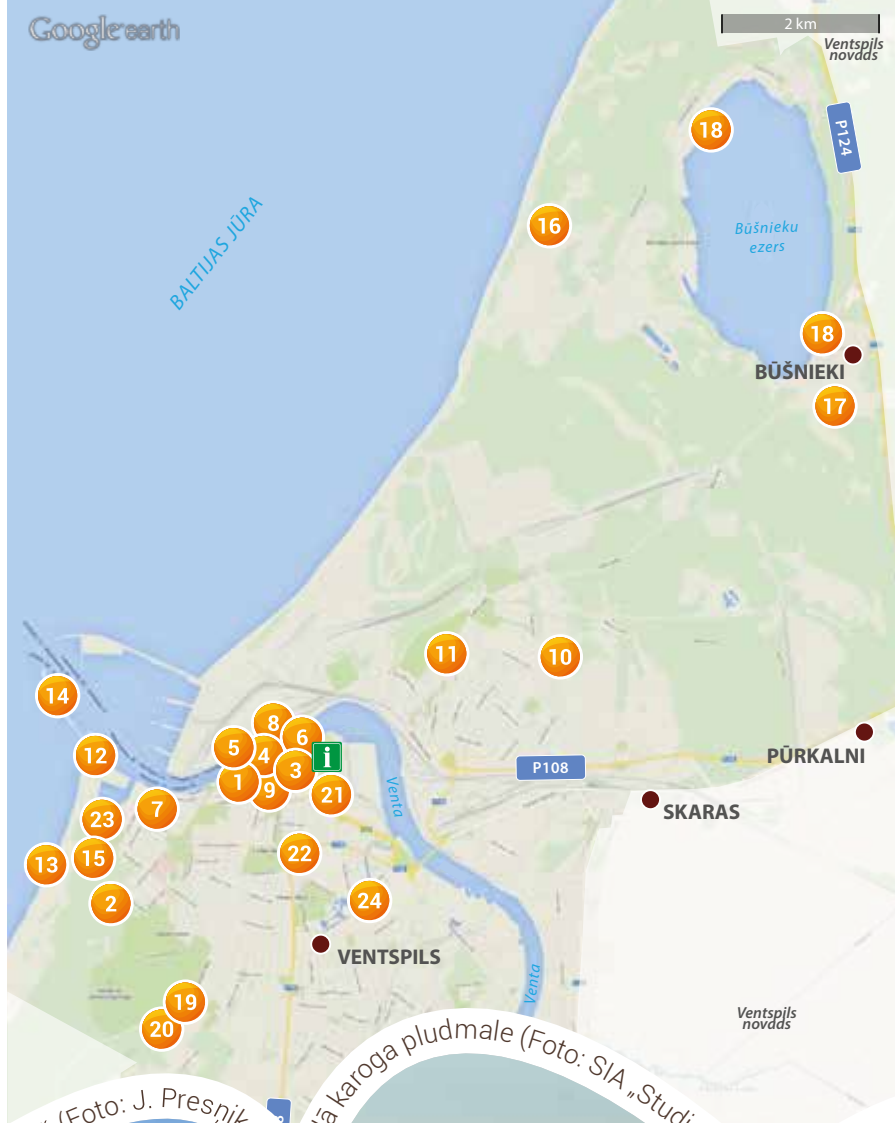 Google earth
2 km
Ventspils
novads
P124
18
16
BALTIJAS JŪRA
Būšnieku
ezers
18
BŪŠNIEKI
17
11
10
14
8
6
5
4
12
i
3
1
9
21
P108
PŪRKALNI
SKARAS
Venta
7
23
22
15
13
2
24
VENTSPILS
Venta
19
20
Ventspils
novads
(Foto: J. Presņik
ā karoga pludmale (Foto: SIA „Studi